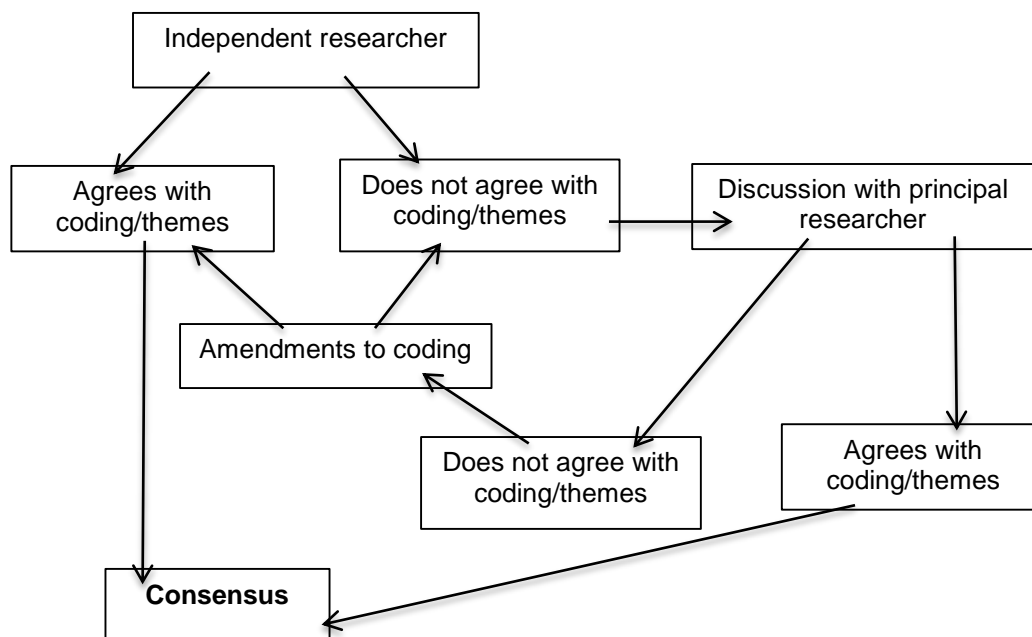 Independent researcher
Agrees with
coding/themes
Does not agree with
coding/themes
Discussion with principal
researcher
Amendments to coding
Does not agree with
coding/themes
Agrees with
coding/themes
Consensus